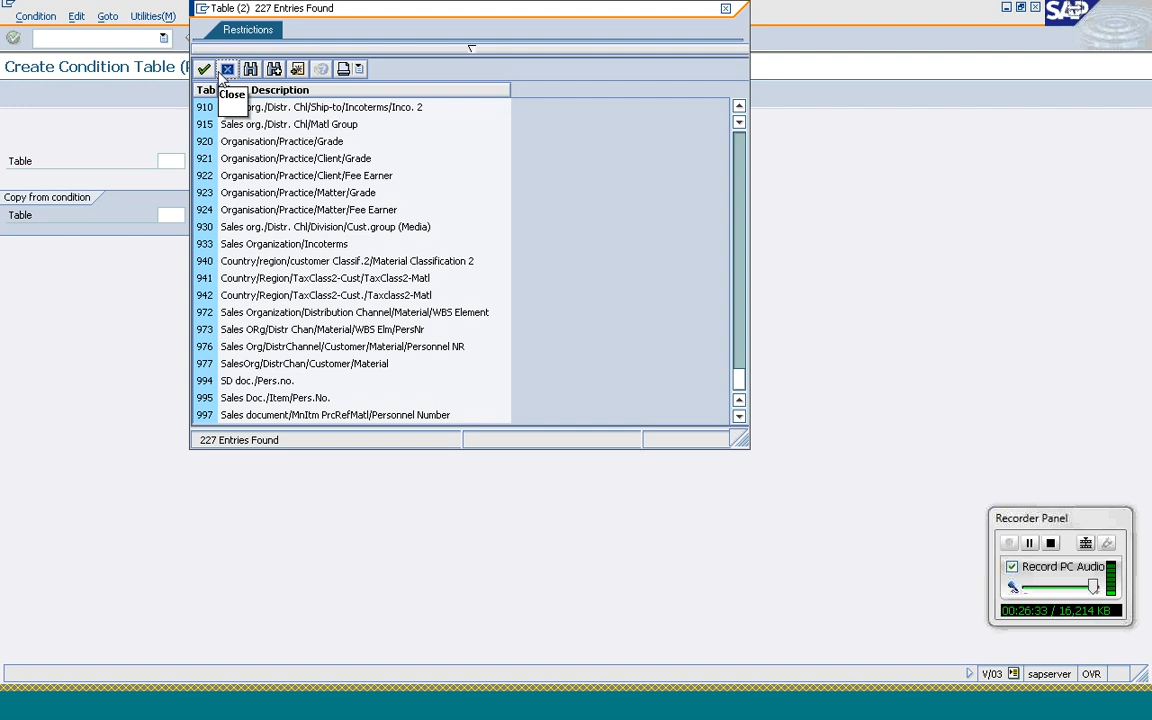 Table (2) 227 Entries Found
Condition Edit Goto Utilities(M)
SAP
Restrictions
Create Condition Table (
Close
Tab Description
910 org./Distr. Chl/Ship-to/Incoterms/Inco. 2
915 Sales org./Distr. Chl/Matl Group
920 Organisation/Practice/Grade
921 Organisation/Practice/Client/Grade
922 Organisation/Practice/Client/Fee Earner
923 Organisation/Practice/Matter/Grade
924 Organisation/Practice/Matter/Fee Earner
930 Sales org./Distr. Chl/Division/Cust.group (Media)
933 Sales Organization/Incoterms
940 Country/region/customer Classif.2/Material Classification 2
941 Country/Region/TaxClass2-Cust/TaxClass2-Matl
942 Country/Region/TaxClass2-Cust./Taxclass2-Matl
972 Sales Organization/Distribution Channel/Material/WBS Element
973 Sales ORg/Distr Chan/Material/WBS Elm/PersNr
976 Sales Org/DistrChannel/Customer/Material/Personnel NR
977 SalesOrg/DistrChan/Customer/Material
994 SD doc./Pers.no.
995 Sales Doc./Item/Pers.No.
997 Sales document/MnItm PrcRefMatl/Personnel Number
227 Entries Found
Table
Copy from condition
Table
Recorder Panel
Record PC Audio
00:26:33 / 16,214 KB
V/03 sapserver OVR